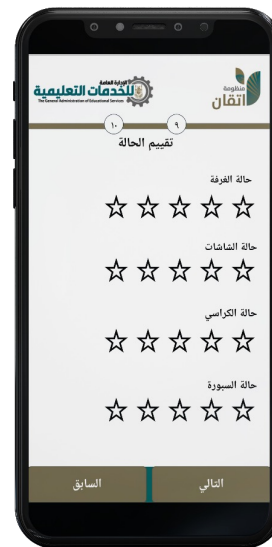 منظومة
اتقان
الإدارة العامة
للخدمات التعليمية
The General Administration of Educational Services
٩
١٠
تقييم الحالة
حالة الغرفة
حالة الشاشات
حالة الكراسي
حالة السبورة
التالي
السابق